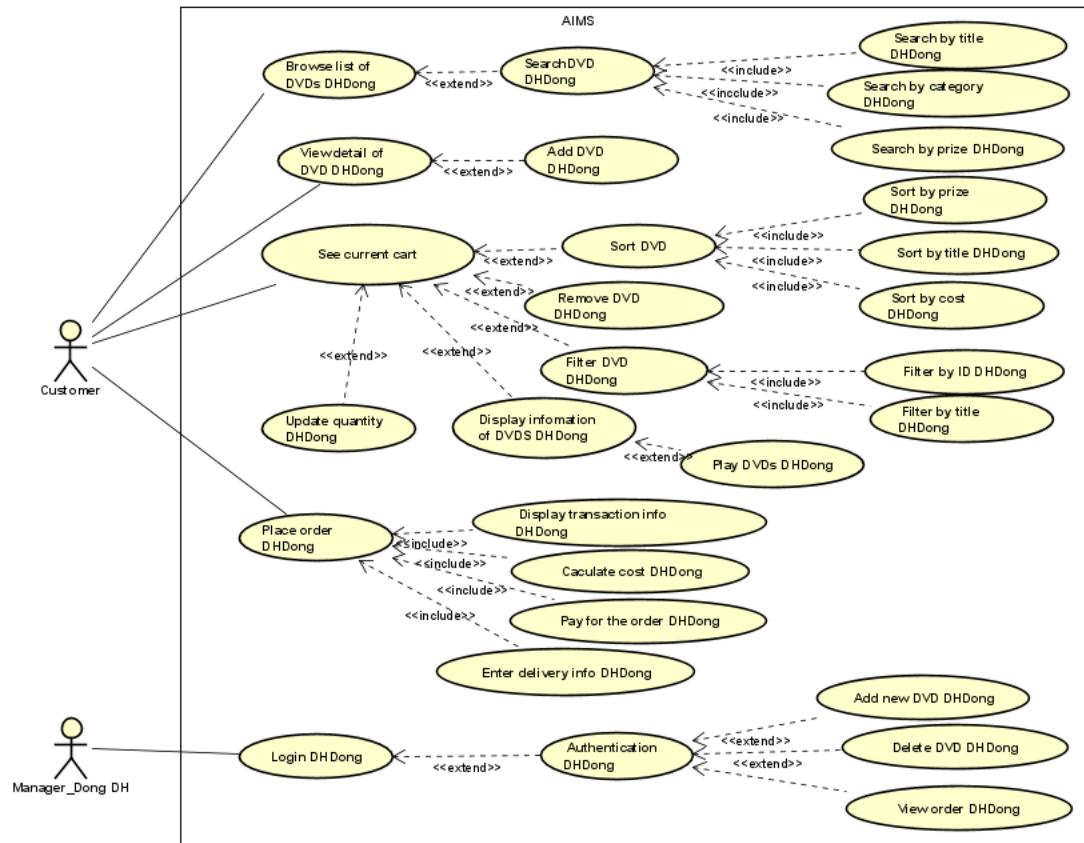 AIMS
Browse list of
DVDs DHDong
<<extend>>
SearchDVD
DHDong
<<include>>
<<incclude>>
<<include>>
Search by title
DHDong
Search by category
DHDong
Search by prize DHDong
Viewdetail of
DVD DHDong
<<extend>>
Add DVD
DHDong
See current cart
<<extend>>
Sort DVD
<<include>>
<<include>>
<<include>>
Sort by prize
DHDong
Sort by title DHDong
Sort by cost
DHDong
<<extend>>
Remove DVD
DHDong
<<extend>>
Filter DVD
DHDong
<<include>>
<<include>>
Filter by ID DHDong
Filter by title
DHDong
<<extend>>
<<extend>>
Customer
Update quantity
DHDong
Display infomation
of DVDS DHDong
<<extend>>
Play DVDs DHDong
Place order
DHDong
<<include>>
<<include>>
<<include>>
<<include>>
Display transaction info
DHDong
Caculate cost DHDong
Pay for the order DHDong
Enter delivery info DHDong
Manager_Dong DH
Login DHDong
<<extend>>
Authentication
DHDong
<<extend>>
<<extend>>
<<extend>>
Add new DVD DHDong
Delete DVD DHDong
View order DHDong